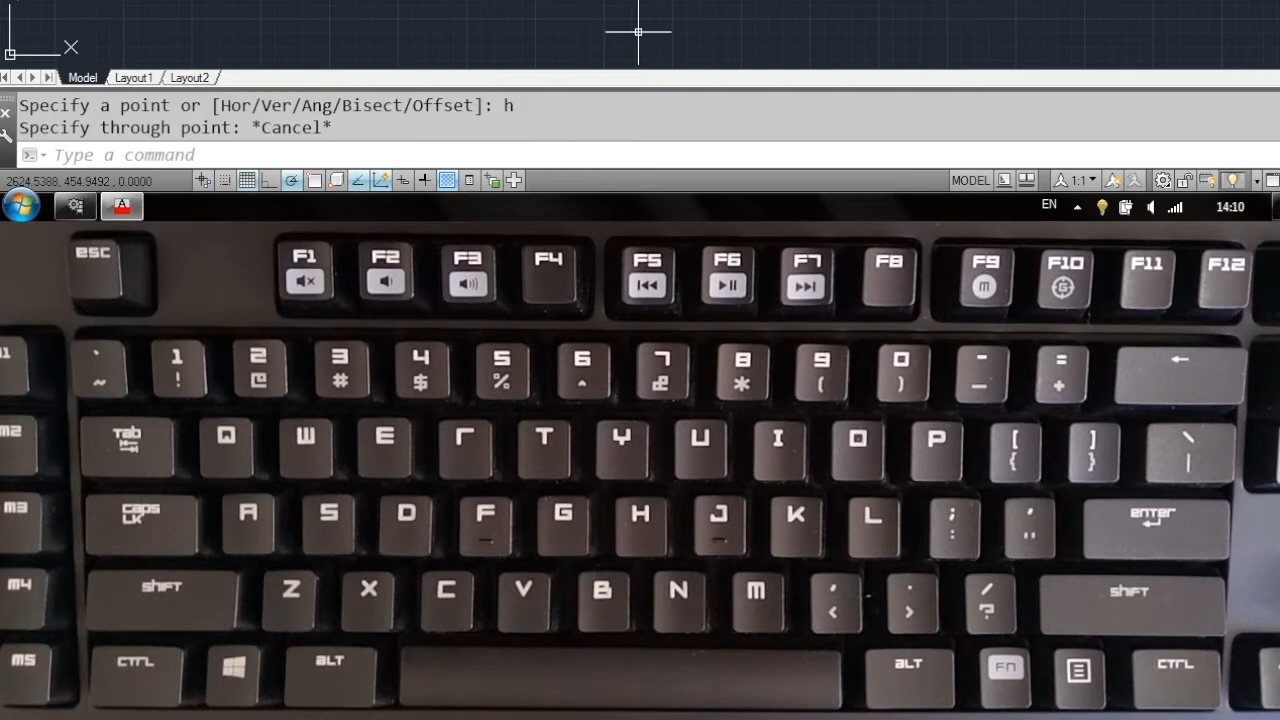 Model Layout1 Layout2
Specify a point or [Hor/Ver/Ang/Bisect/Offset]: h
Specify through point: *Cancel*
Type a command
2624.5388, 454.9492, 0.0000 MODEL 1:1
EN 14:10
esc F1 F2 F3 F4 F5 F6 F7 F8 F9 F10 F11 F12
M G
` 1 2 3 4 5 6 7 8 9 0 - =
~ ! @ # $ % ^ & * ( ) _ +
M2 Tab Q W E R T Y U I O P [ ] \
{ } |
M3 Caps LK A S D F G H J K L ; ' Enter
: "
M4 Shift Z X C V B N M , . / Shift
< > ?
M5 CTRL ALT ALT FN CTRL